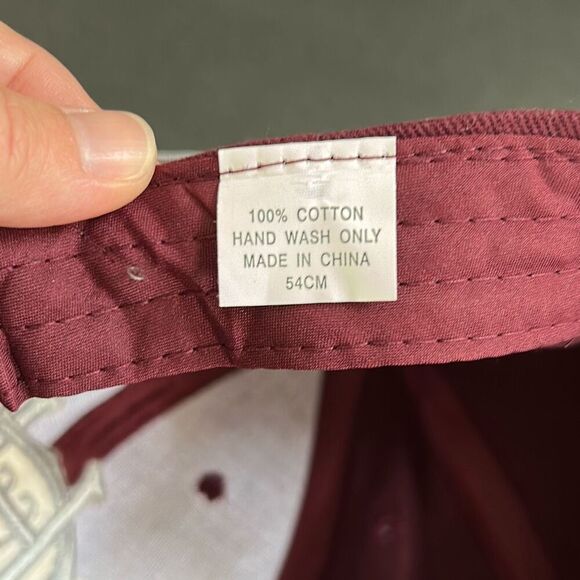 100% COTTON
HAND WASH ONLY
MADE IN CHINA
54CM